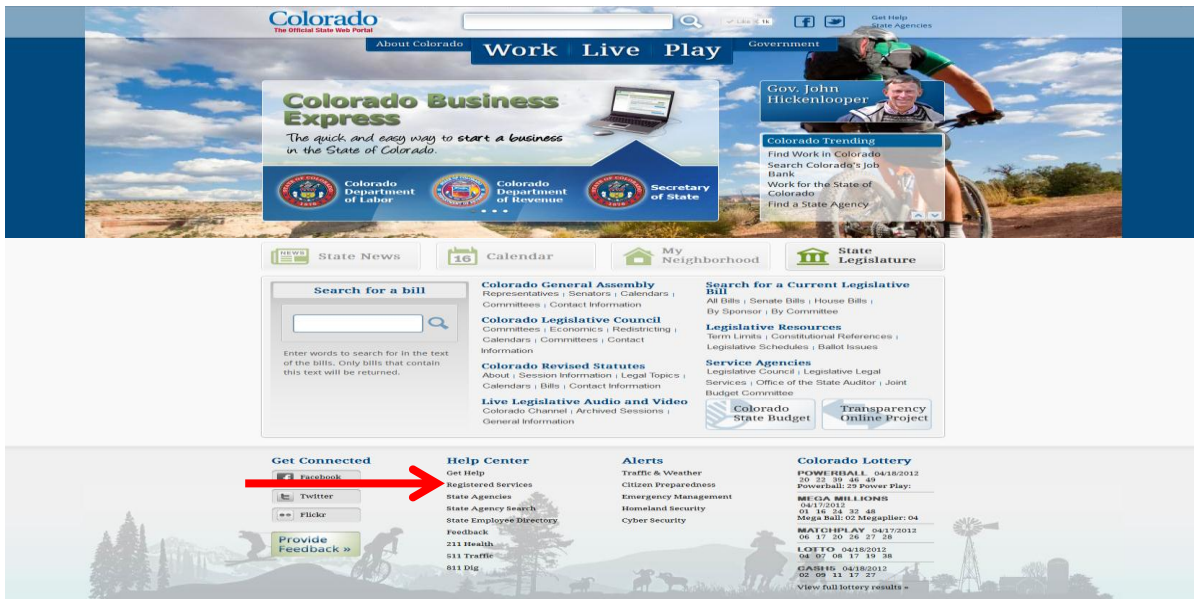 Colorado
The Official State Web Portal
Like 1k
Get Help
State Agencies
About Colorado
Work Live Play
Government
Colorado Business
Express
The quick and easy way to start a business
in the State of Colorado.
Colorado
Department
of Labor
Colorado
Department
of Revenue
Secretary
of State
Gov. John
Hickenlooper
Colorado Trending
Find Work in Colorado
Search Colorado's Job
Bank
Work for the State of
Colorado
Find a State Agency
NEWS State News
16 Calendar
My
Neighborhood
State
Legislature
Search for a bill
Enter words to search for in the text
of the bills. Only bills that contain
this text will be returned.
Colorado General Assembly
Representatives | Senators | Calendars |
Committees | Contact Information
Colorado Legislative Council
Committees | Economics | Redistricting |
Calendars | Committees | Contact
Information
Colorado Revised Statutes
About | Session Information | Legal Topics |
Calendars | Bills | Contact Information
Live Legislative Audio and Video
Colorado Channel | Archived Sessions |
General Information
Search for a Current Legislative
Bill
All Bills | Senate Bills | House Bills |
By Sponsor | By Committee
Legislative Resources
Term Limits | Constitutional References |
Legislative Schedules | Ballot Issues
Service Agencies
Legislative Council | Legislative Legal
Services | Office of the State Auditor | Joint
Budget Committee
Colorado
State Budget
Transparency
Online Project
Get Connected
Facebook
Twitter
Flickr
Provide
Feedback »
Help Center
Get Help
Registered Services
State Agencies
State Agency Search
State Employee Directory
Feedback
211 Health
511 Traffic
811 Dig
Alerts
Traffic & Weather
Citizen Preparedness
Emergency Management
Homeland Security
Cyber Security
Colorado Lottery
POWERBALL 04/18/2012
20 22 39 46 49
Powerball: 29 Power Play:
MEGA MILLIONS
04/17/2012
01 16 24 32 48
Mega Ball: 02 Megaplier: 04
MATCHPLAY 04/17/2012
06 17 20 26 27 28
LOTTO 04/18/2012
04 07 08 17 19 38
CASH5 04/18/2012
02 09 11 17 27
View full lottery results »